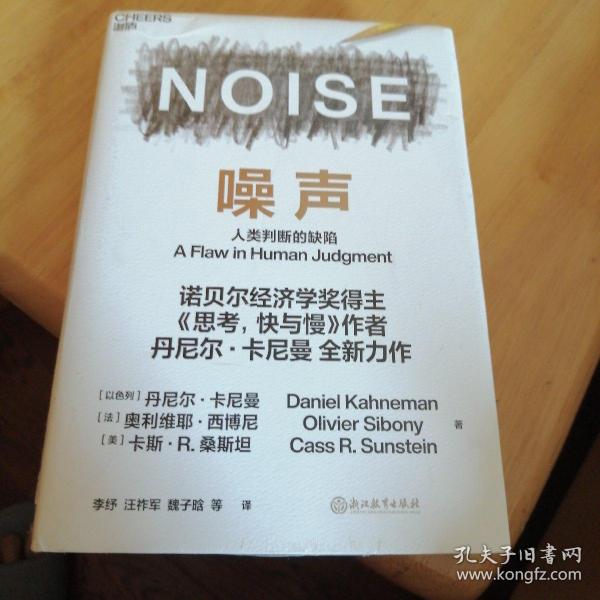 CHEERS
湛庐
NOISE
噪声
人类判断的缺陷
A Flaw in Human Judgment
诺贝尔经济学奖得主
《思考，快与慢》作者
丹尼尔·卡尼曼 全新力作
[以色列] 丹尼尔·卡尼曼 Daniel Kahneman
[法] 奥利维耶·西博尼 Olivier Sibony 著
[美] 卡斯·R. 桑斯坦 Cass R. Sunstein
李纾 汪祚军 魏子晗 等 译
浙江教育出版社
孔夫子旧书网
www.kongfz.com